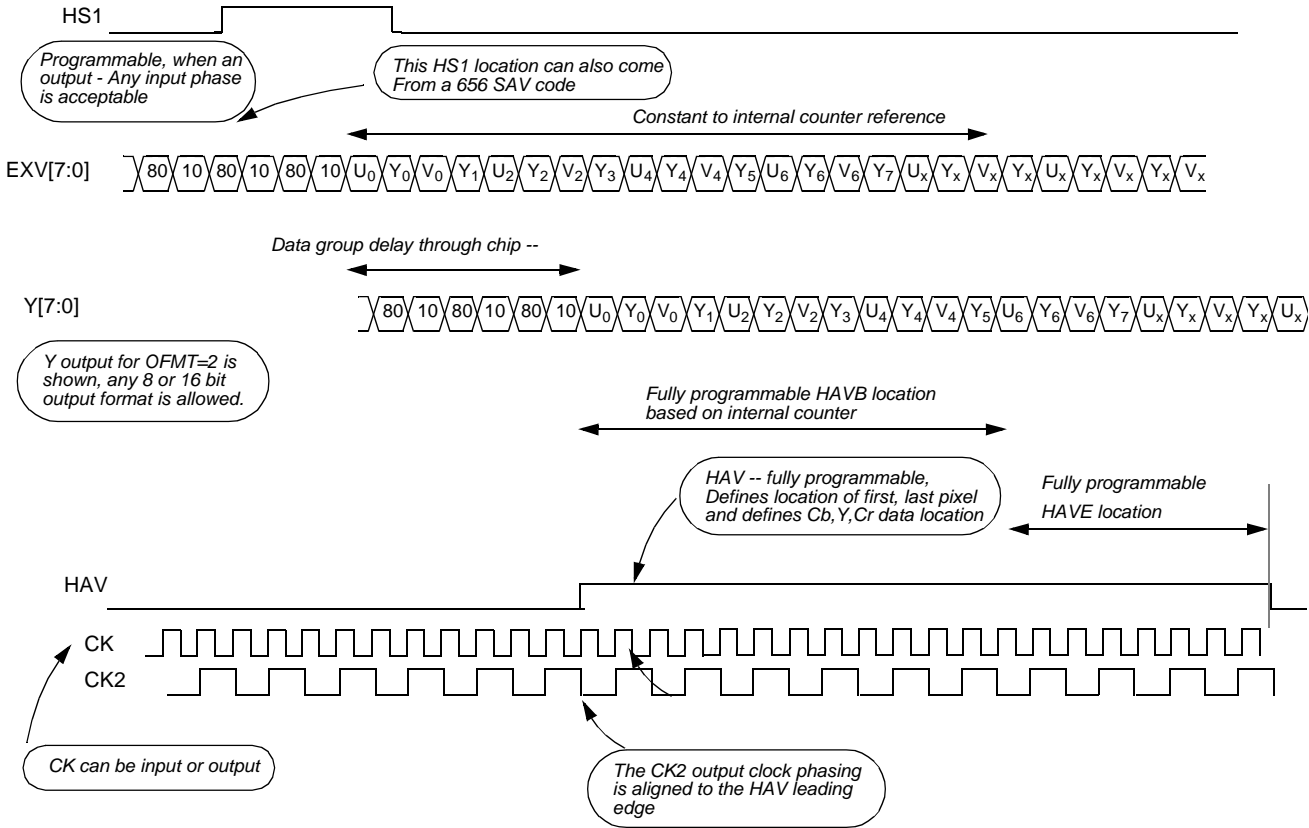 HS1
Programmable, when an
output - Any input phase
is acceptable
This HS1 location can also come
From a 656 SAV code
Constant to internal counter reference
EXV[7:0]
80 10 80 10 80 10 U0 Y0 V0 Y1 U2 Y2 V2 Y3 U4 Y4 V4 Y5 U6 Y6 V6 Y7 Ux Yx Vx Yx Ux Yx Vx Yx Vx
Data group delay through chip --
Y[7:0]
80 10 80 10 80 10 U0 Y0 V0 Y1 U2 Y2 V2 Y3 U4 Y4 V4 Y5 U6 Y6 V6 Y7 Ux Yx Vx Yx Ux
Y output for OFMT=2 is
shown, any 8 or 16 bit
output format is allowed.
Fully programmable HAVB location
based on internal counter
HAV -- fully programmable,
Defines location of first, last pixel
and defines Cb,Y,Cr data location
Fully programmable
HAVE location
HAV
CK
CK2
CK can be input or output
The CK2 output clock phasing
is aligned to the HAV leading
edge